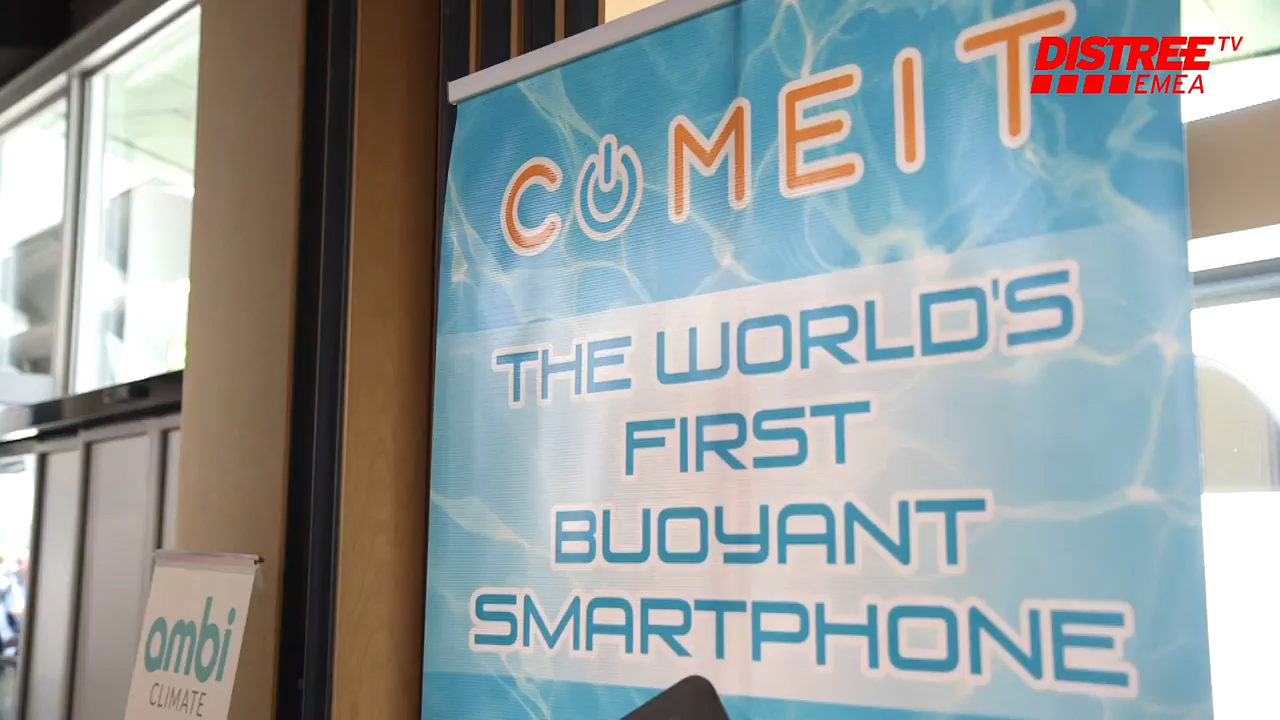 DISTREE TV
EMEA
COMEIT
THE WORLD'S
FIRST
BUOYANT
SMARTPHONE
ambi
CLIMATE